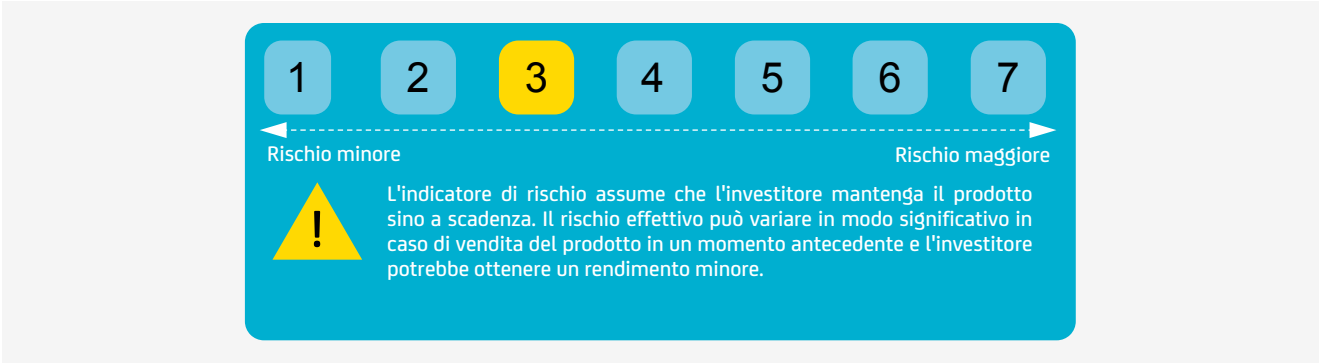 1 2 3 4 5 6 7
Rischio minore Rischio maggiore
!
L'indicatore di rischio assume che l'investitore mantenga il prodotto
sino a scadenza. Il rischio effettivo può variare in modo significativo in
caso di vendita del prodotto in un momento antecedente e l'investitore
potrebbe ottenere un rendimento minore.